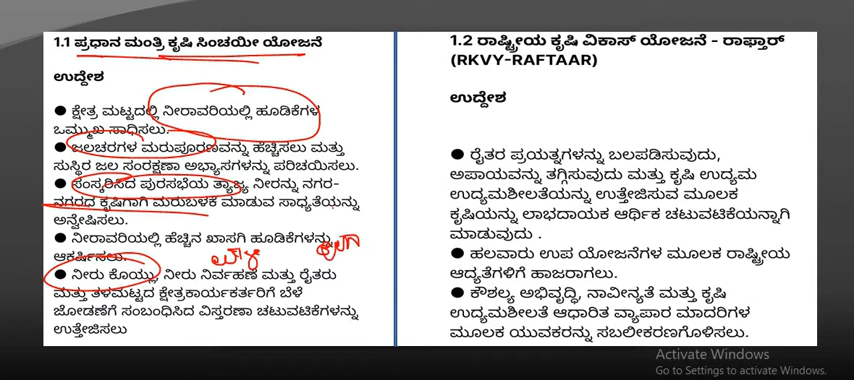 1.1 ಪ್ರಧಾನ ಮಂತ್ರಿ ಕೃಷಿ ಸಿಂಚಯೀ ಯೋಜನೆ
ಉದ್ದೇಶ
● ಕ್ಷೇತ್ರ ಮಟ್ಟದಲ್ಲಿ ನೀರಾವರಿಯಲ್ಲಿ ಹೂಡಿಕೆಗಳ
ಒಮ್ಮುಖ ಸಾಧಿಸಲು.
● ಜಲಚರಗಳ ಮರುಪೂರಣವನ್ನು ಹೆಚ್ಚಿಸಲು ಮತ್ತು
ಸುಸ್ಥಿರ ಜಲ ಸಂರಕ್ಷಣಾ ಅಭ್ಯಾಸಗಳನ್ನು ಪರಿಚಯಿಸಲು.
● ಸಂಸ್ಕರಿಸಿದ ಪುರಸಭೆಯ ತ್ಯಾಜ್ಯ ನೀರನ್ನು ನಗರ-
ನಗರದ ಕೃಷಿಗಾಗಿ ಮರುಬಳಕೆ ಮಾಡುವ ಸಾಧ್ಯತೆಯನ್ನು
ಅನ್ವೇಷಿಸಲು.
● ನೀರಾವರಿಯಲ್ಲಿ ಹೆಚ್ಚಿನ ಖಾಸಗಿ ಹೂಡಿಕೆಗಳನ್ನು
ಆಕರ್ಷಿಸಲು.
● ನೀರು ಕೊಯ್ಲು, ನೀರು ನಿರ್ವಹಣೆ ಮತ್ತು ರೈತರು
ಮತ್ತು ತಳಮಟ್ಟದ ಕ್ಷೇತ್ರಕಾರ್ಯಕರ್ತರಿಗೆ ಬೆಳೆ
ಜೋಡಣೆಗೆ ಸಂಬಂಧಿಸಿದ ವಿಸ್ತರಣಾ ಚಟುವಟಿಕೆಗಳನ್ನು
ಉತ್ತೇಜಿಸಲು
1.2 ರಾಷ್ಟ್ರೀಯ ಕೃಷಿ ವಿಕಾಸ್ ಯೋಜನೆ - ರಾಫ್ತಾರ್
(RKVY-RAFTAAR)
ಉದ್ದೇಶ
● ರೈತರ ಪ್ರಯತ್ನಗಳನ್ನು ಬಲಪಡಿಸುವುದು,
ಅಪಾಯವನ್ನು ತಗ್ಗಿಸುವುದು ಮತ್ತು ಕೃಷಿ ಉದ್ಯಮ
ಉದ್ಯಮಶೀಲತೆಯನ್ನು ಉತ್ತೇಜಿಸುವ ಮೂಲಕ
ಕೃಷಿಯನ್ನು ಲಾಭದಾಯಕ ಆರ್ಥಿಕ ಚಟುವಟಿಕೆಯನ್ನಾಗಿ
ಮಾಡುವುದು .
● ಹಲವಾರು ಉಪ ಯೋಜನೆಗಳ ಮೂಲಕ ರಾಷ್ಟ್ರೀಯ
ಆದ್ಯತೆಗಳಿಗೆ ಹಾಜರಾಗಲು.
● ಕೌಶಲ್ಯ ಅಭಿವೃದ್ಧಿ, ನಾವೀನ್ಯತೆ ಮತ್ತು ಕೃಷಿ
ಉದ್ಯಮಶೀಲತೆ ಆಧಾರಿತ ವ್ಯಾಪಾರ ಮಾದರಿಗಳ
ಮೂಲಕ ಯುವಕರನ್ನು ಸಬಲೀಕರಣಗೊಳಿಸಲು.
Activate Windows
Go to Settings to activate Windows.